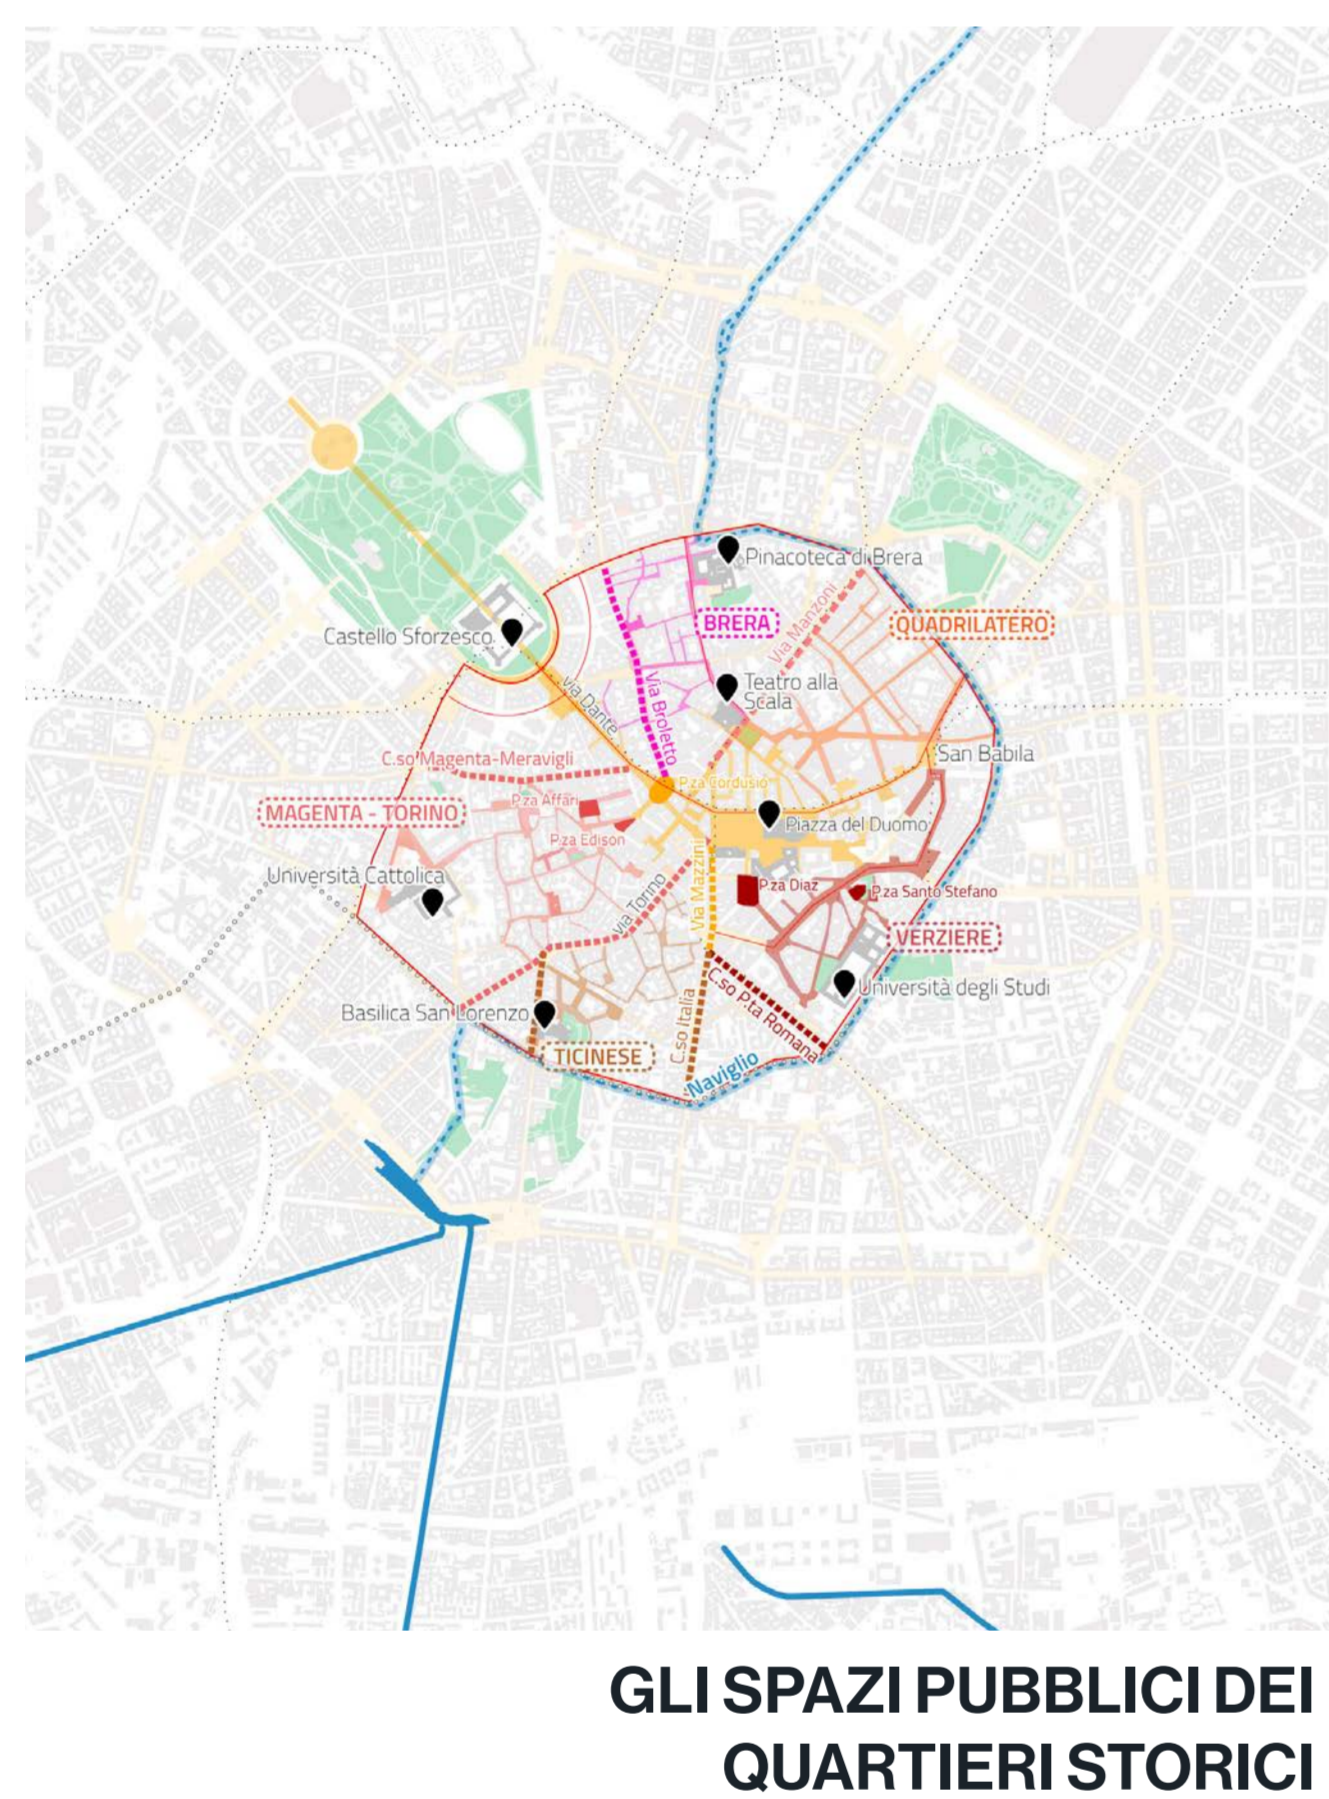 Pinacoteca di Brera
BRERA
Via Manzoni
QUADRILATERO
Castello Sforzesco
via Dante
Via Broletto
Teatro alla
Scala
San Babila
C.so Magenta-Meravigli
P.za Cordusio
P.za Affari
MAGENTA - TORINO
Piazza del Duomo
P.za Edison
Università Cattolica
via Torino
Via Mazzini
P.za Diaz
P.za Santo Stefano
VERZIERE
Università degli Studi
Basilica San Lorenzo
C.so Italia
C.so P.ta Romana
TICINESE
Naviglio
GLI SPAZI PUBBLICI DEI
QUARTIERI STORICI